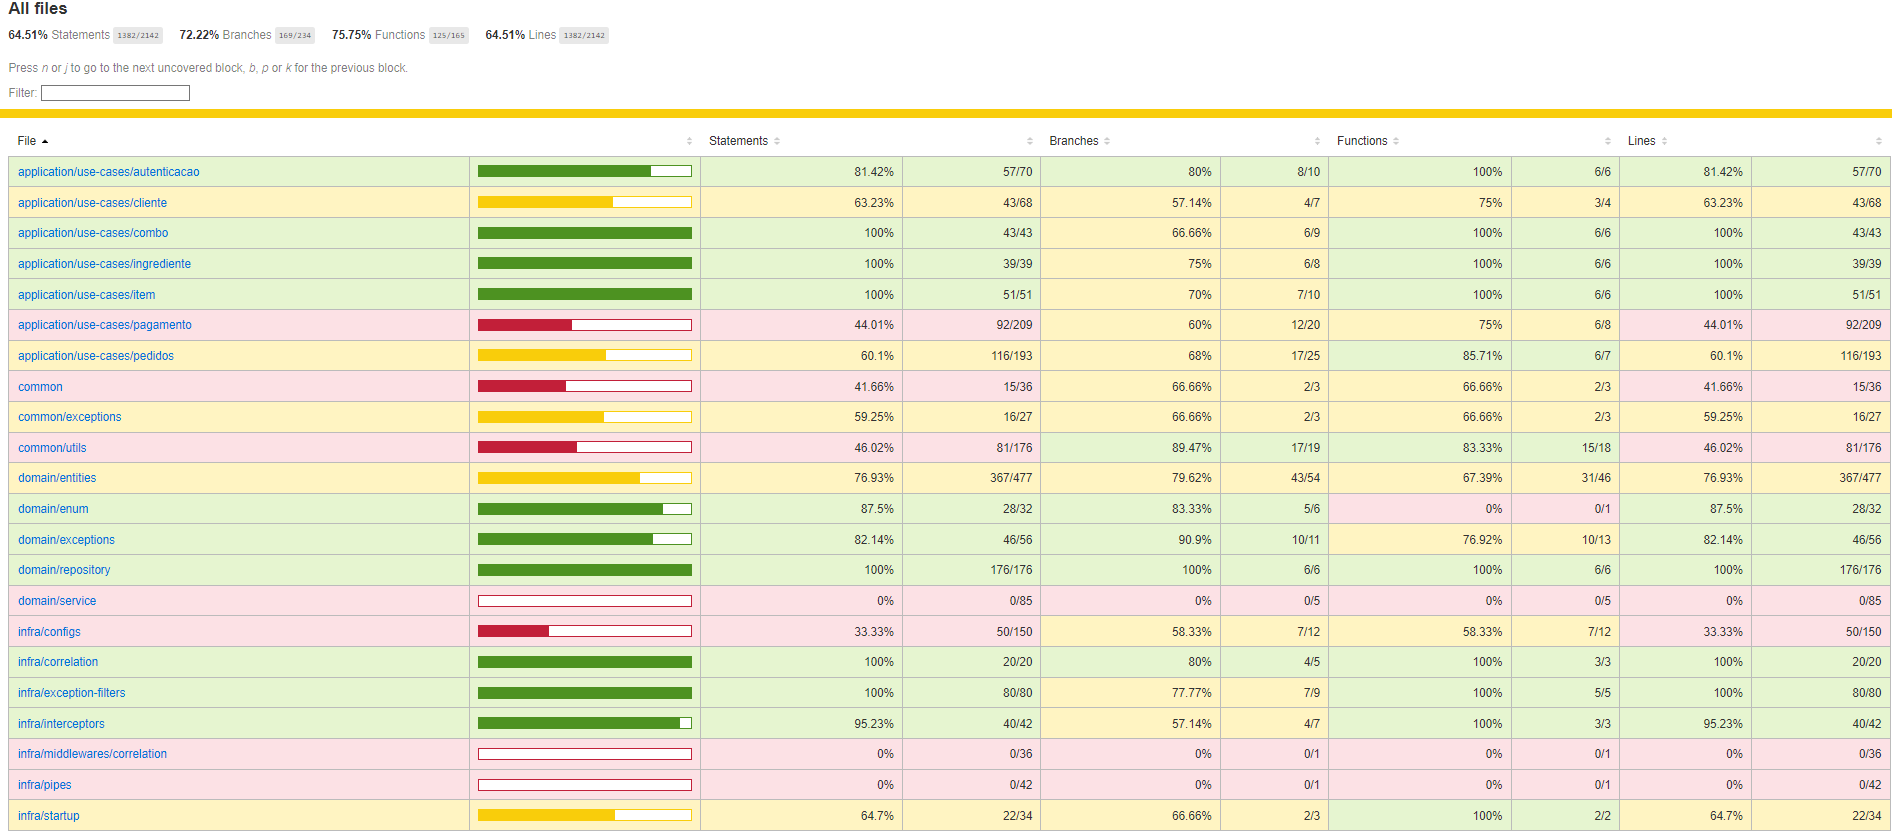 All files
64.51% Statements 1382/2142 72.22% Branches 169/234 75.75% Functions 125/165 64.51% Lines 1382/2142
Press n or j to go to the next uncovered block, b, p or k for the previous block.
Filter:
File Statements Branches Functions Lines
application/use-cases/autenticacao 81.42% 57/70 80% 8/10 100% 6/6 81.42% 57/70
application/use-cases/cliente 63.23% 43/68 57.14% 4/7 75% 3/4 63.23% 43/68
application/use-cases/combo 100% 43/43 66.66% 6/9 100% 6/6 100% 43/43
application/use-cases/ingrediente 100% 39/39 75% 6/8 100% 6/6 100% 39/39
application/use-cases/item 100% 51/51 70% 7/10 100% 6/6 100% 51/51
application/use-cases/pagamento 44.01% 92/209 60% 12/20 75% 6/8 44.01% 92/209
application/use-cases/pedidos 60.1% 116/193 68% 17/25 85.71% 6/7 60.1% 116/193
common 41.66% 15/36 66.66% 2/3 66.66% 2/3 41.66% 15/36
common/exceptions 59.25% 16/27 66.66% 2/3 66.66% 2/3 59.25% 16/27
common/utils 46.02% 81/176 89.47% 17/19 83.33% 15/18 46.02% 81/176
domain/entities 76.93% 367/477 79.62% 43/54 67.39% 31/46 76.93% 367/477
domain/enum 87.5% 28/32 83.33% 5/6 0% 0/1 87.5% 28/32
domain/exceptions 82.14% 46/56 90.9% 10/11 76.92% 10/13 82.14% 46/56
domain/repository 100% 176/176 100% 6/6 100% 6/6 100% 176/176
domain/service 0% 0/85 0% 0/5 0% 0/5 0% 0/85
infra/configs 33.33% 50/150 58.33% 7/12 58.33% 7/12 33.33% 50/150
infra/correlation 100% 20/20 80% 4/5 100% 3/3 100% 20/20
infra/exception-filters 100% 80/80 77.77% 7/9 100% 5/5 100% 80/80
infra/interceptors 95.23% 40/42 57.14% 4/7 100% 3/3 95.23% 40/42
infra/middlewares/correlation 0% 0/36 0% 0/1 0% 0/1 0% 0/36
infra/pipes 0% 0/42 0% 0/1 0% 0/1 0% 0/42
infra/startup 64.7% 22/34 66.66% 2/3 100% 2/2 64.7% 22/34